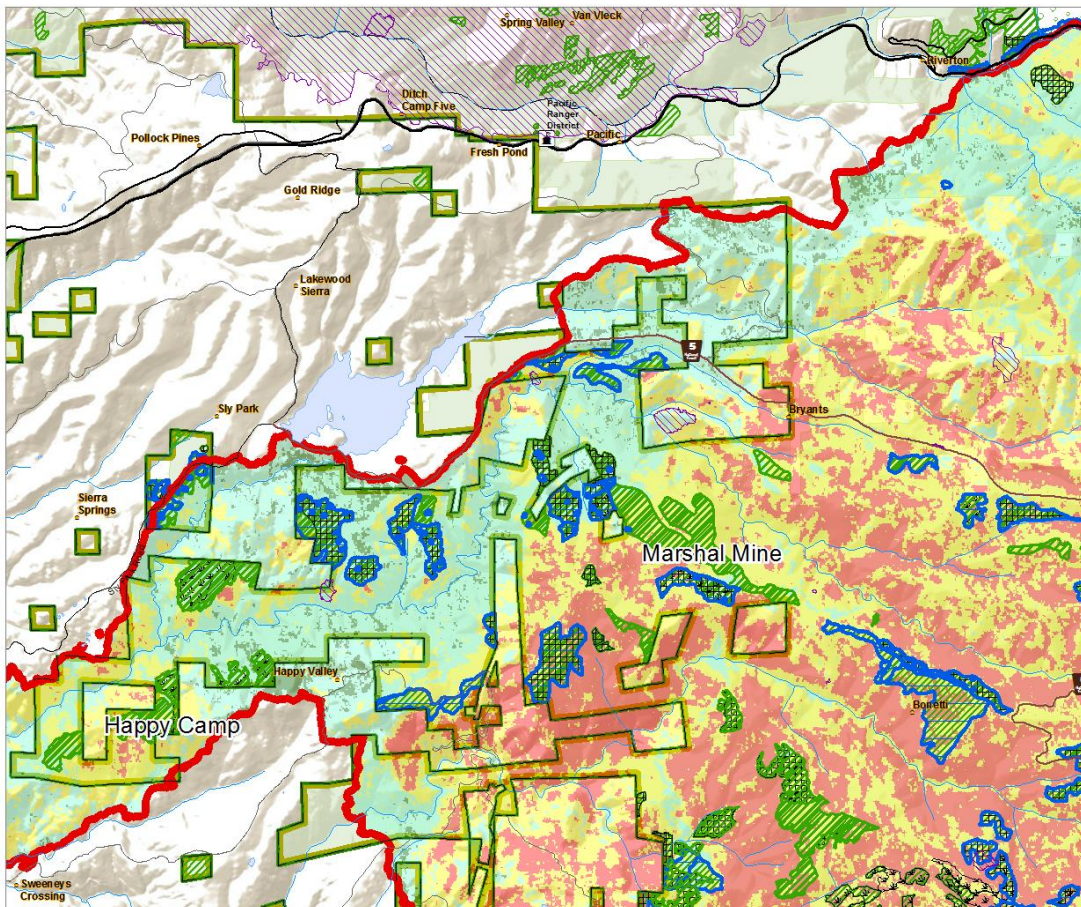 Spring Valley
Van Vleck
Riverton
Ditch
Camp Five
Pacific
Ranger
District
Pollock Pines
Pacific
Fresh Pond
Gold Ridge
Lakewood
Sierra
5
Bryants
Sly Park
Sierra
Springs
Marshal Mine
Happy Valley
Happy Camp
Sweeneys
Crossing